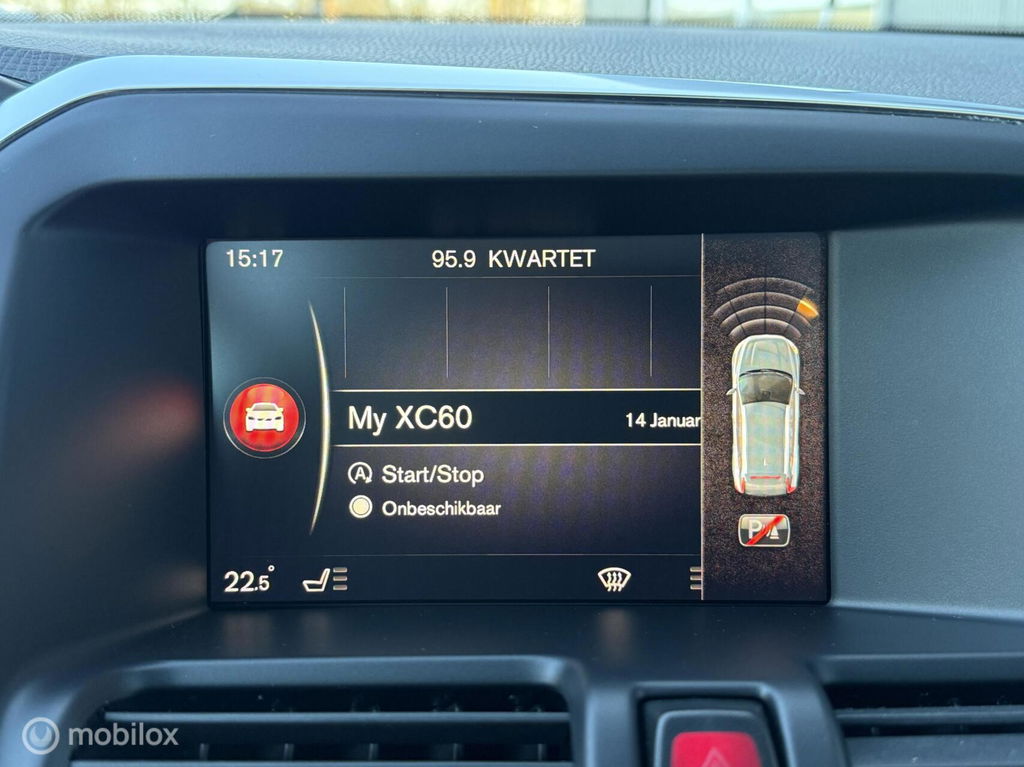 15:17
95.9 KWARTET
My XC60
14 Januar
Start/Stop
Onbeschikbaar
22.5°
mobilox